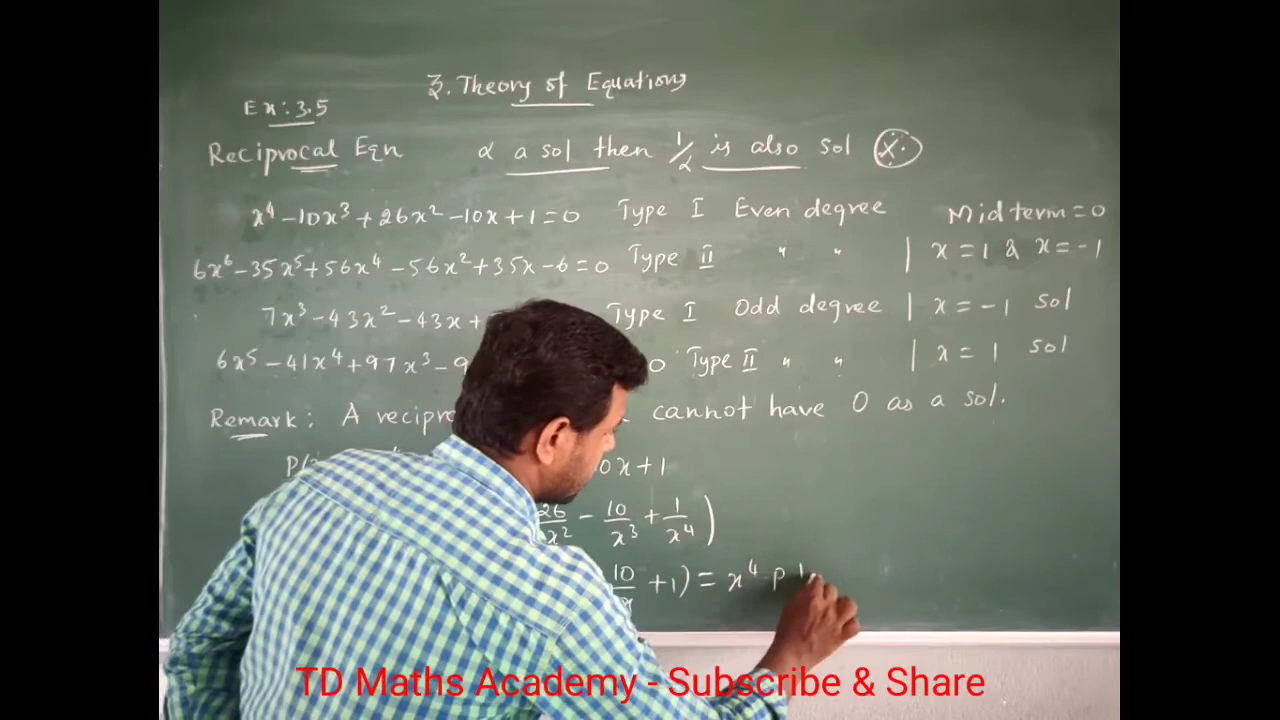 3. Theory of Equations
Ex: 3.5
Reciprocal Eqn α a sol then 1/α is also sol X.
x⁴ - 10x³ + 26x² - 10x + 1 = 0 Type I Even degree Mid term = 0
6x⁶ - 35x⁵ + 56x⁴ - 56x² + 35x - 6 = 0 Type II " " | x = 1 & x = -1
7x³ - 43x² - 43x + Type I Odd degree | x = -1 sol
6x⁵ - 41x⁴ + 97x³ - 9 0 Type II " " | x = 1 sol
Remark: A cannot have 0 as a sol.
P( 0x + 1
26/x² - 10/x³ + 1/x⁴ )
10/x + 1) = x⁴ P
TD Maths Academy - Subscribe & Share